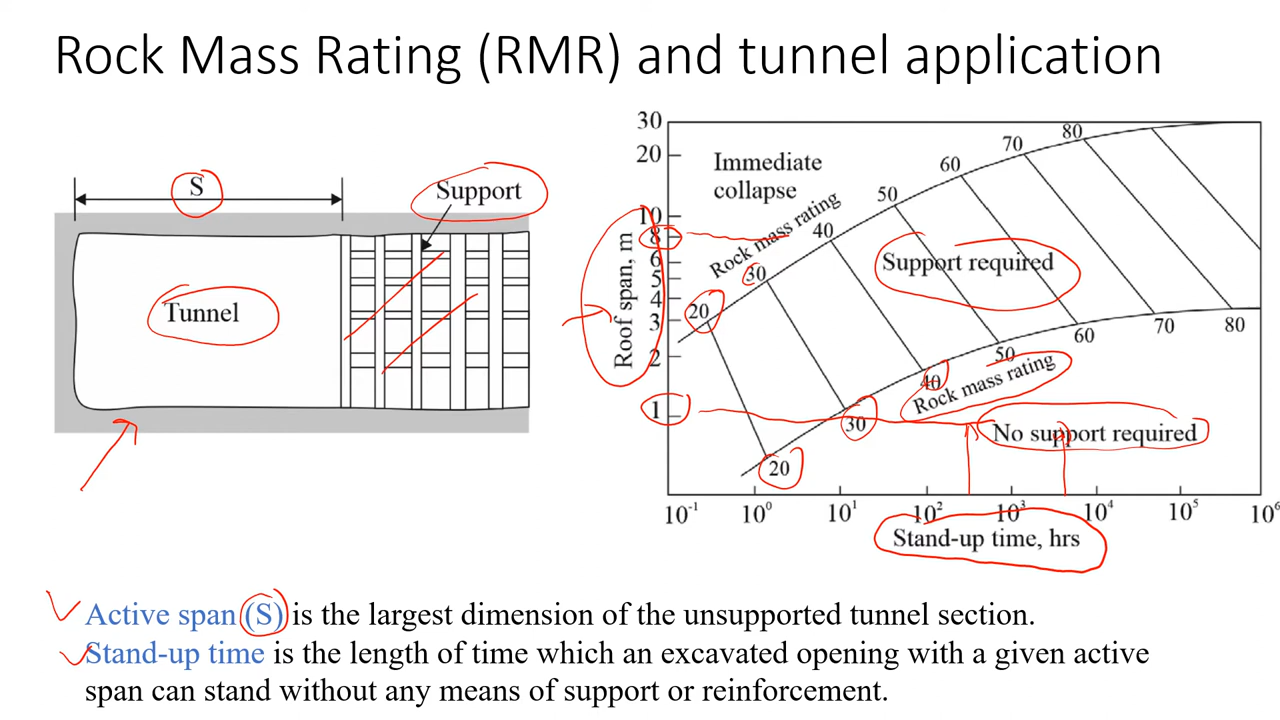 Rock Mass Rating (RMR) and tunnel application
S
Support
Tunnel
30
20
10
8
6
5
4
3
2
1
Roof span, m
Immediate
collapse
Rock mass rating
20
30
40
50
60
70
80
Support required
20
30
40
50
60
70
80
Rock mass rating
No support required
10⁻¹ 10⁰ 10¹ 10² 10³ 10⁴ 10⁵ 10⁶
Stand-up time, hrs
Active span (S) is the largest dimension of the unsupported tunnel section.
Stand-up time is the length of time which an excavated opening with a given active
span can stand without any means of support or reinforcement.